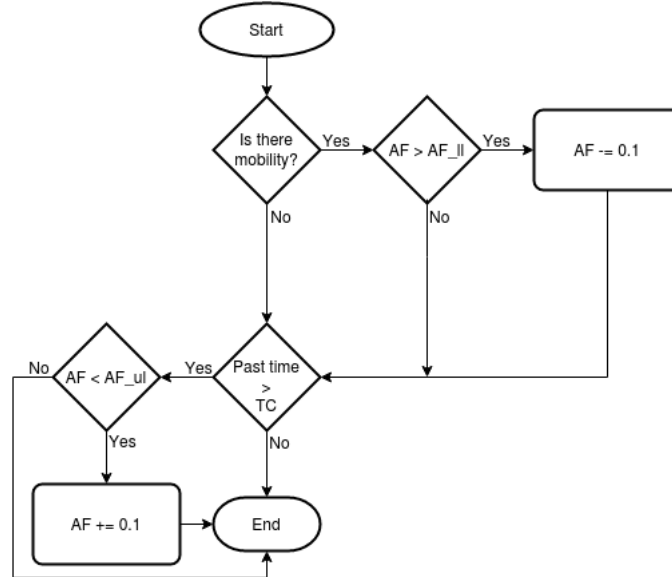 Start
Is there
mobility?
Yes
AF > AF_ll
Yes
AF -= 0.1
No
No
No
AF < AF_ul
Yes
Past time
>
TC
Yes
No
AF += 0.1
End